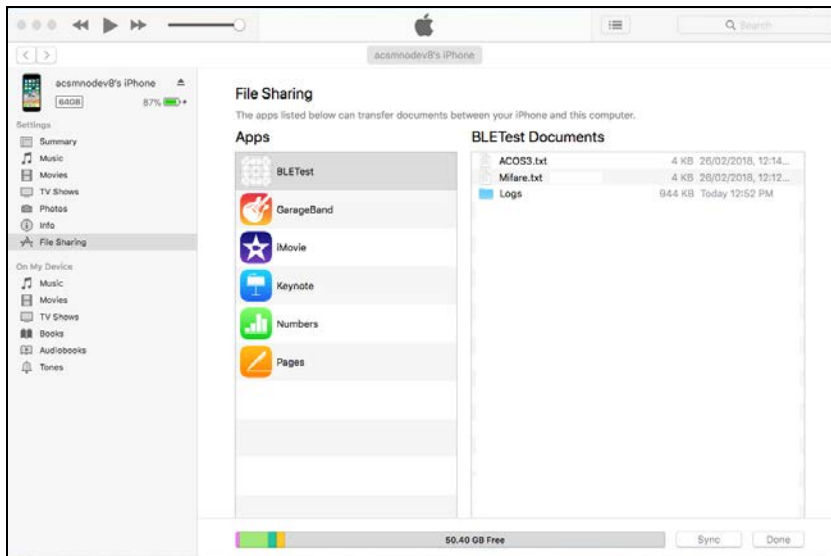 Search
acsmnodev8's iPhone
acsmnodev8's iPhone
64GB 87%
Settings
Summary
Music
Movies
TV Shows
Photos
Info
File Sharing
On My Device
Music
Movies
TV Shows
Books
Audiobooks
Tones
File Sharing
The apps listed below can transfer documents between your iPhone and this computer.
Apps
BLETest
GarageBand
iMovie
Keynote
Numbers
Pages
BLETest Documents
ACOS3.txt 4 KB 26/02/2018, 12:14...
Mifare.txt 4 KB 26/02/2018, 12:12...
Logs 944 KB Today 12:52 PM
50.40 GB Free
Sync
Done